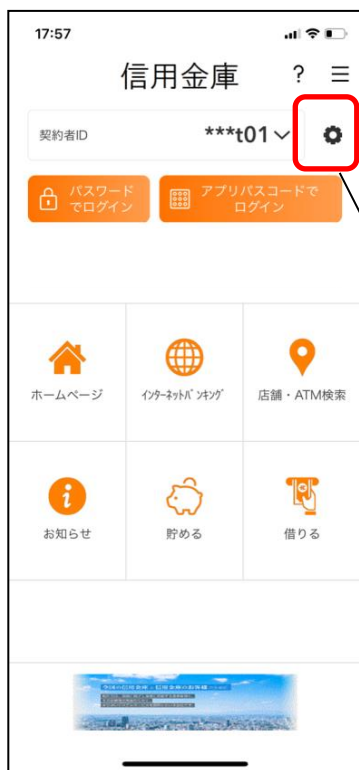 17:57
信用金庫 ?
契約者ID ***t01
パスワード
でログイン
アプリパスコードで
ログイン
ホームページ
ｲﾝﾀｰﾈｯﾄﾊﾞﾝｷﾝｸﾞ
店舗・ATM検索
お知らせ
貯める
借りる